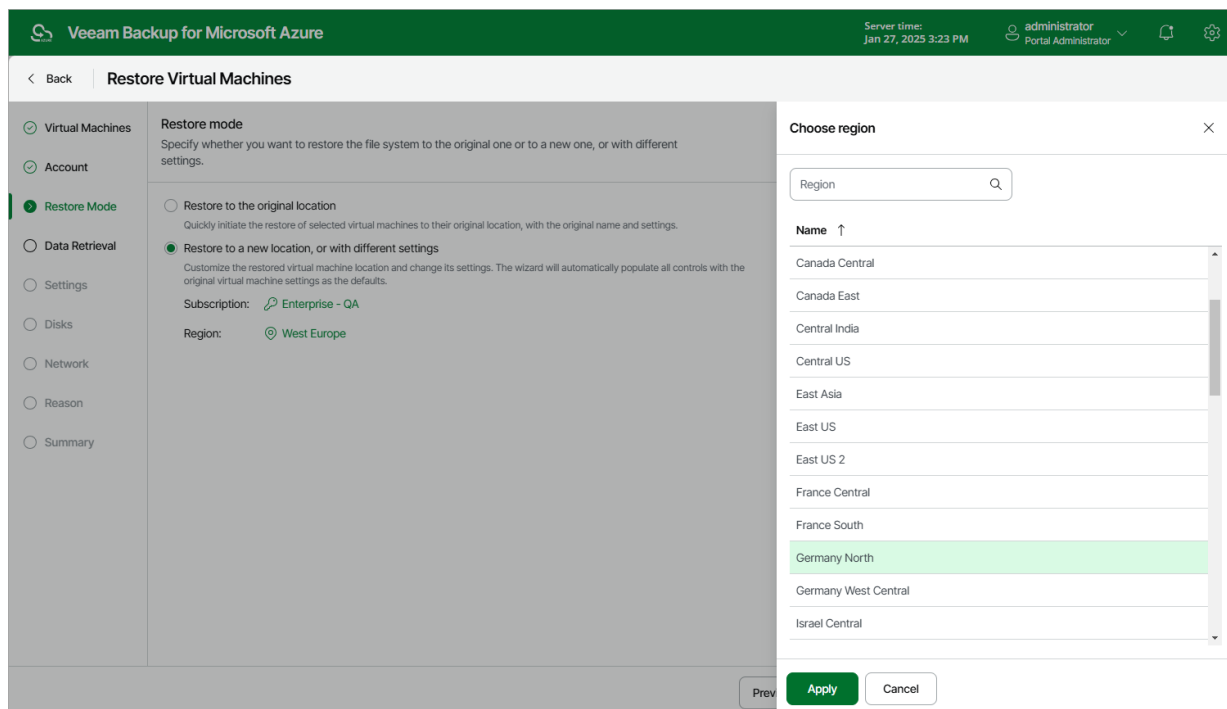 Veeam Backup for Microsoft Azure
Server time:
Jan 27, 2025 3:23 PM
administrator
Portal Administrator
Back
Restore Virtual Machines
Virtual Machines
Account
Restore Mode
Data Retrieval
Settings
Disks
Network
Reason
Summary
Restore mode
Specify whether you want to restore the file system to the original one or to a new one, or with different
settings.
Restore to the original location
Quickly initiate the restore of selected virtual machines to their original location, with the original name and settings.
Restore to a new location, or with different settings
Customize the restored virtual machine location and change its settings. The wizard will automatically populate all controls with the
original virtual machine settings as the defaults.
Subscription: Enterprise - QA
Region: West Europe
Prev
Choose region
Region
Name
Canada Central
Canada East
Central India
Central US
East Asia
East US
East US 2
France Central
France South
Germany North
Germany West Central
Israel Central
Apply
Cancel